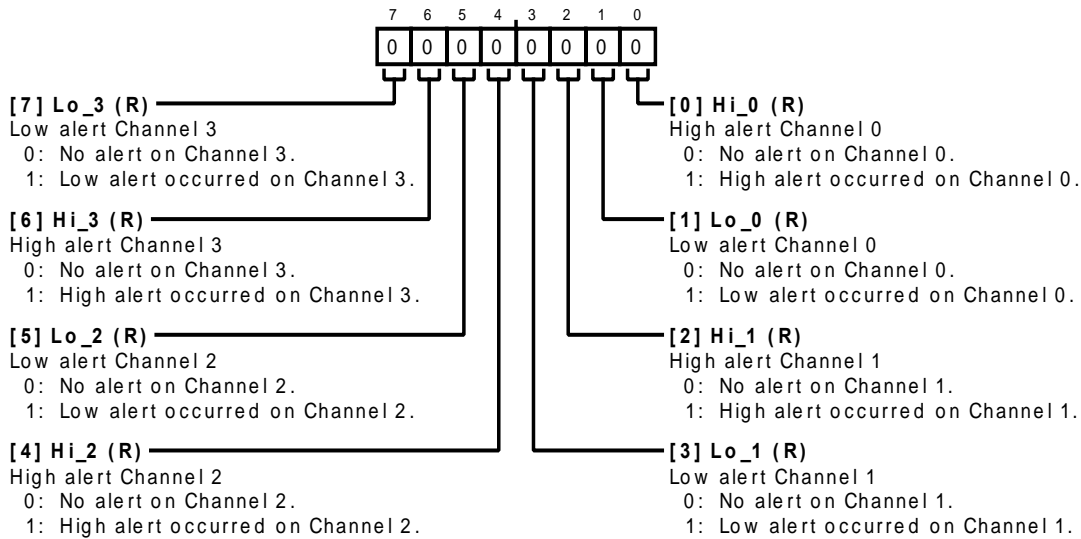 7 6 5 4 3 2 1 0
0 0 0 0 0 0 0 0
[7] Lo_3 (R)
Low alert Channel 3
0: No alert on Channel 3.
1: Low alert occurred on Channel 3.
[6] Hi_3 (R)
High alert Channel 3
0: No alert on Channel 3.
1: High alert occurred on Channel 3.
[5] Lo_2 (R)
Low alert Channel 2
0: No alert on Channel 2.
1: Low alert occurred on Channel 2.
[4] Hi_2 (R)
High alert Channel 2
0: No alert on Channel 2.
1: High alert occurred on Channel 2.
[0] Hi_0 (R)
High alert Channel 0
0: No alert on Channel 0.
1: High alert occurred on Channel 0.
[1] Lo_0 (R)
Low alert Channel 0
0: No alert on Channel 0.
1: Low alert occurred on Channel 0.
[2] Hi_1 (R)
High alert Channel 1
0: No alert on Channel 1.
1: High alert occurred on Channel 1.
[3] Lo_1 (R)
Low alert Channel 1
0: No alert on Channel 1.
1: Low alert occurred on Channel 1.